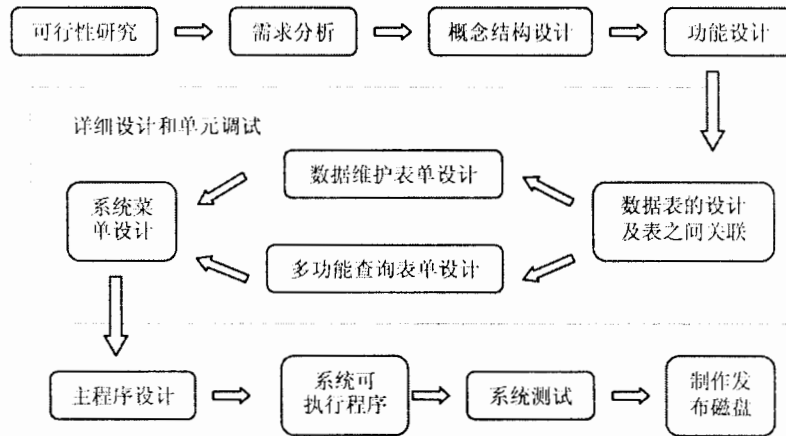 可行性研究
需求分析
概念结构设计
功能设计
详细设计和单元调试
数据维护表单设计
系统菜
单设计
数据表的设计
及表之间关联
多功能查询表单设计
主程序设计
系统可
执行程序
系统测试
制作发
布磁盘